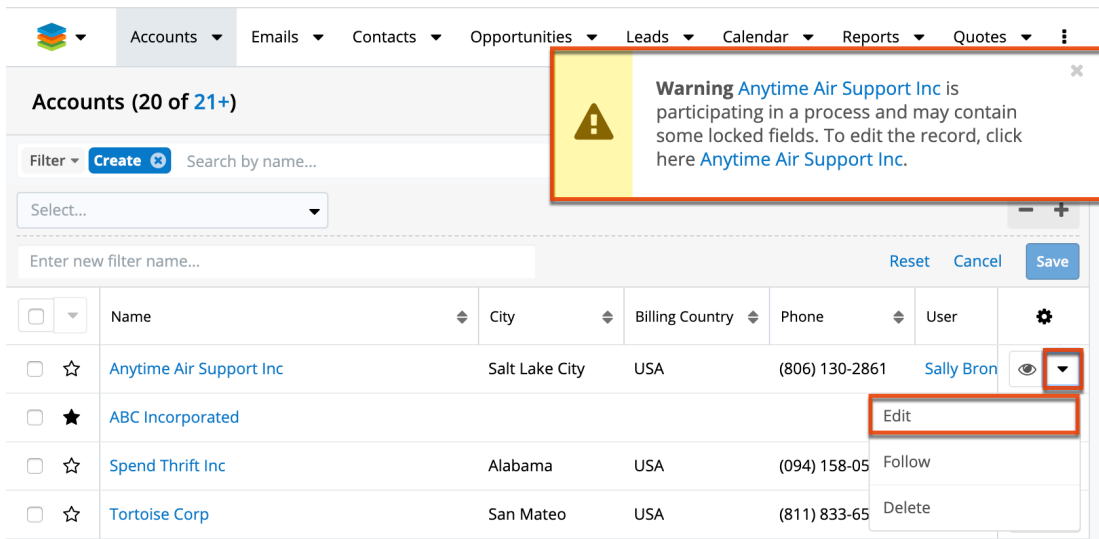 Accounts Emails Contacts Opportunities Leads Calendar Reports Quotes
Accounts (20 of 21+)
Warning Anytime Air Support Inc is
participating in a process and may contain
some locked fields. To edit the record, click
here Anytime Air Support Inc.
Filter Create Search by name...
Select...
Enter new filter name... Reset Cancel Save
Name City Billing Country Phone User
Anytime Air Support Inc Salt Lake City USA (806) 130-2861 Sally Bron
ABC Incorporated
Edit
Spend Thrift Inc Alabama USA (094) 158-05
Follow
Tortoise Corp San Mateo USA (811) 833-65
Delete